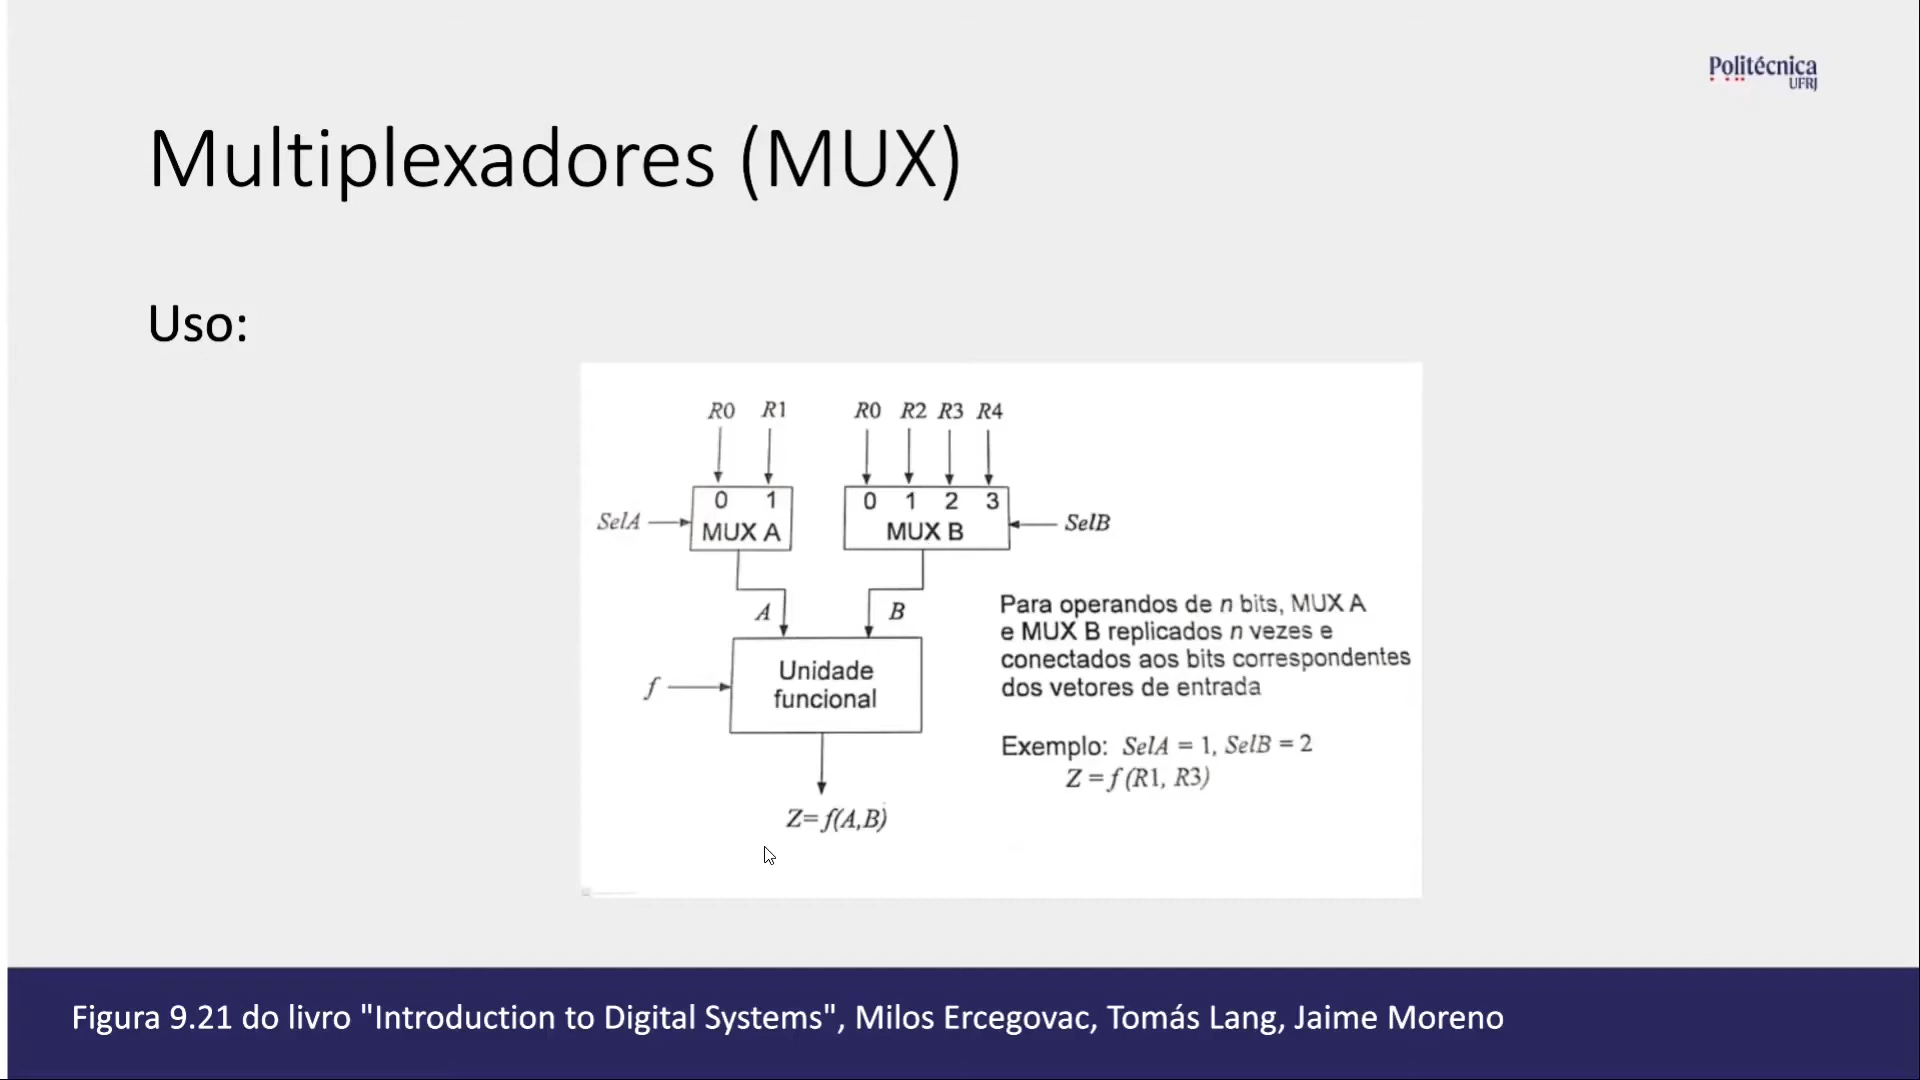 Politécnica
UFRJ
Multiplexadores (MUX)
Uso:
R0 R1 R0 R2 R3 R4
0 1 0 1 2 3
SelA MUX A MUX B SelB
A B
Para operandos de n bits, MUX A
e MUX B replicados n vezes e
conectados aos bits correspondentes
dos vetores de entrada
f Unidade
funcional
Exemplo: SelA = 1, SelB = 2
Z = f (R1, R3)
Z= f(A,B)
Figura 9.21 do livro "Introduction to Digital Systems", Milos Ercegovac, Tomás Lang, Jaime Moreno